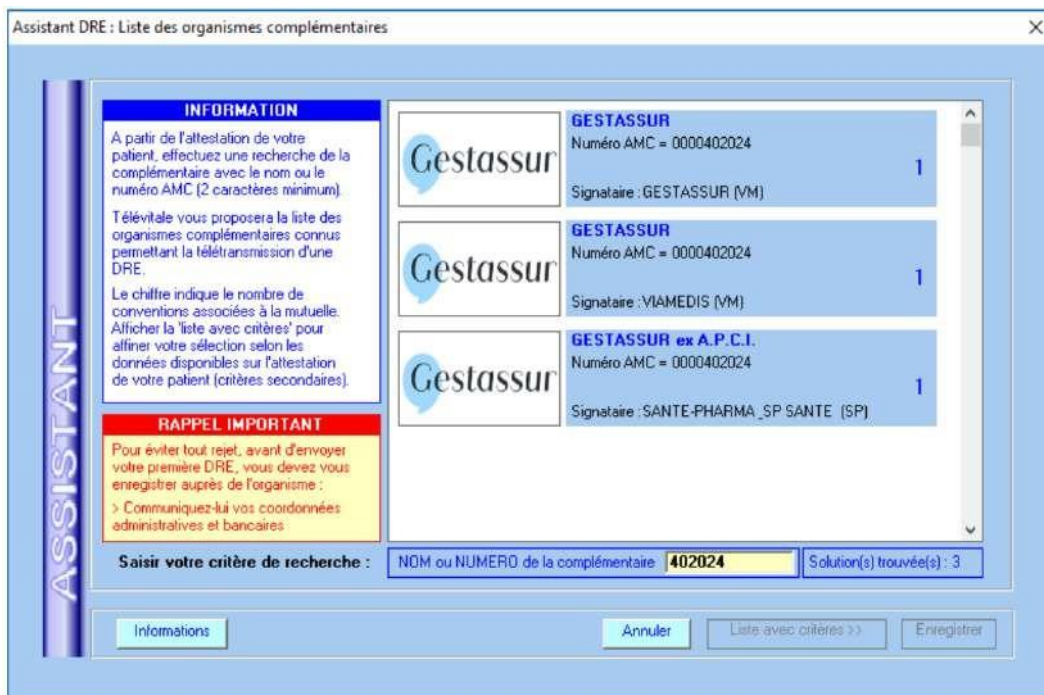 Assistant DRE : Liste des organismes complémentaires
ASSISTANT
INFORMATION
A partir de l'attestation de votre
patient, effectuez une recherche de la
complémentaire avec le nom ou le
numéro AMC (2 caractères minimum).
Télévitale vous proposera la liste des
organismes complémentaires connus
permettant la télétransmission d'une
DRE.
Le chiffre indique le nombre de
conventions associées à la mutuelle.
Afficher la 'liste avec critères' pour
affiner votre sélection selon les
données disponibles sur l'attestation
de votre patient (critères secondaires).
RAPPEL IMPORTANT
Pour éviter tout rejet, avant d'envoyer
votre première DRE, vous devez vous
enregistrer auprès de l'organisme :
> Communiquez-lui vos coordonnées
administratives et bancaires
Gestassur
GESTASSUR
Numéro AMC = 0000402024
1
Signataire : GESTASSUR (VM)
Gestassur
GESTASSUR
Numéro AMC = 0000402024
1
Signataire : VIAMEDIS (VM)
Gestassur
GESTASSUR ex A.P.C.I.
Numéro AMC = 0000402024
1
Signataire : SANTE-PHARMA_SP SANTE (SP)
Saisir votre critère de recherche : NOM ou NUMERO de la complémentaire 402024 Solution(s) trouvée(s) : 3
Informations Annuler Liste avec critères >> Enregistrer